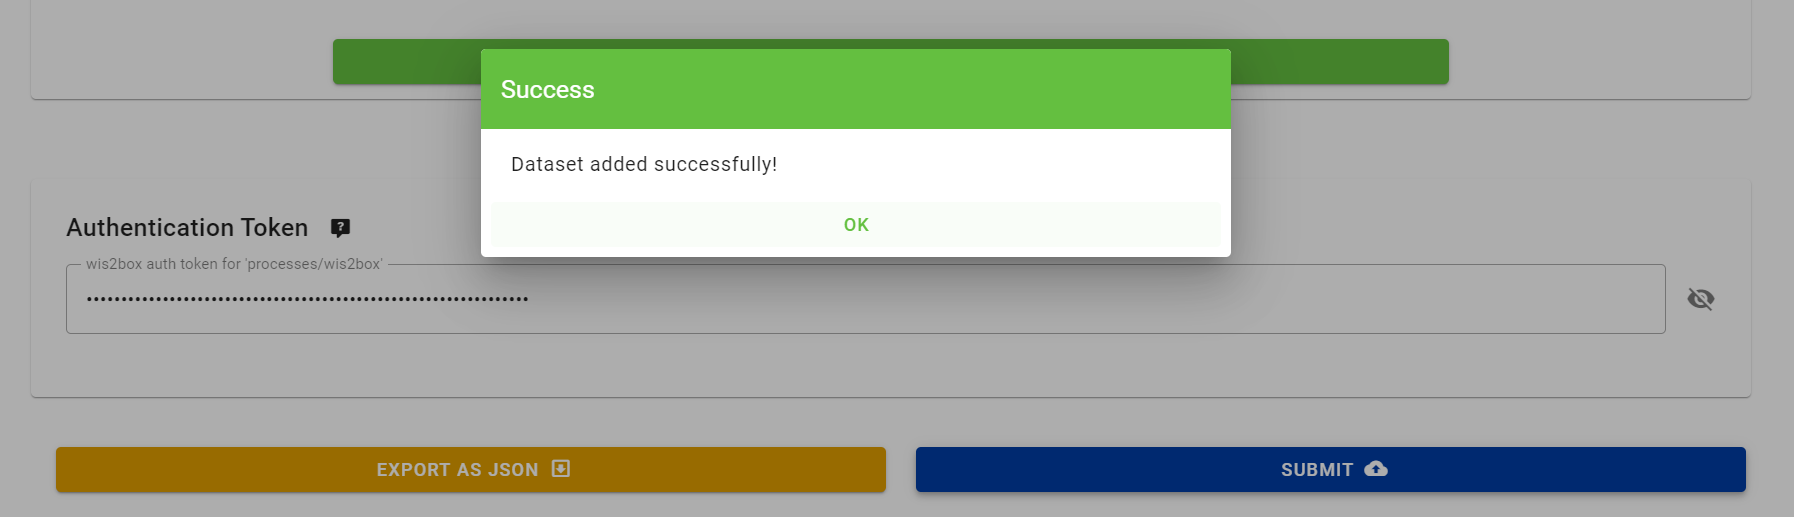 Success
Dataset added successfully!
OK
Authentication Token
wis2box auth token for 'processes/wis2box'
EXPORT AS JSON
SUBMIT